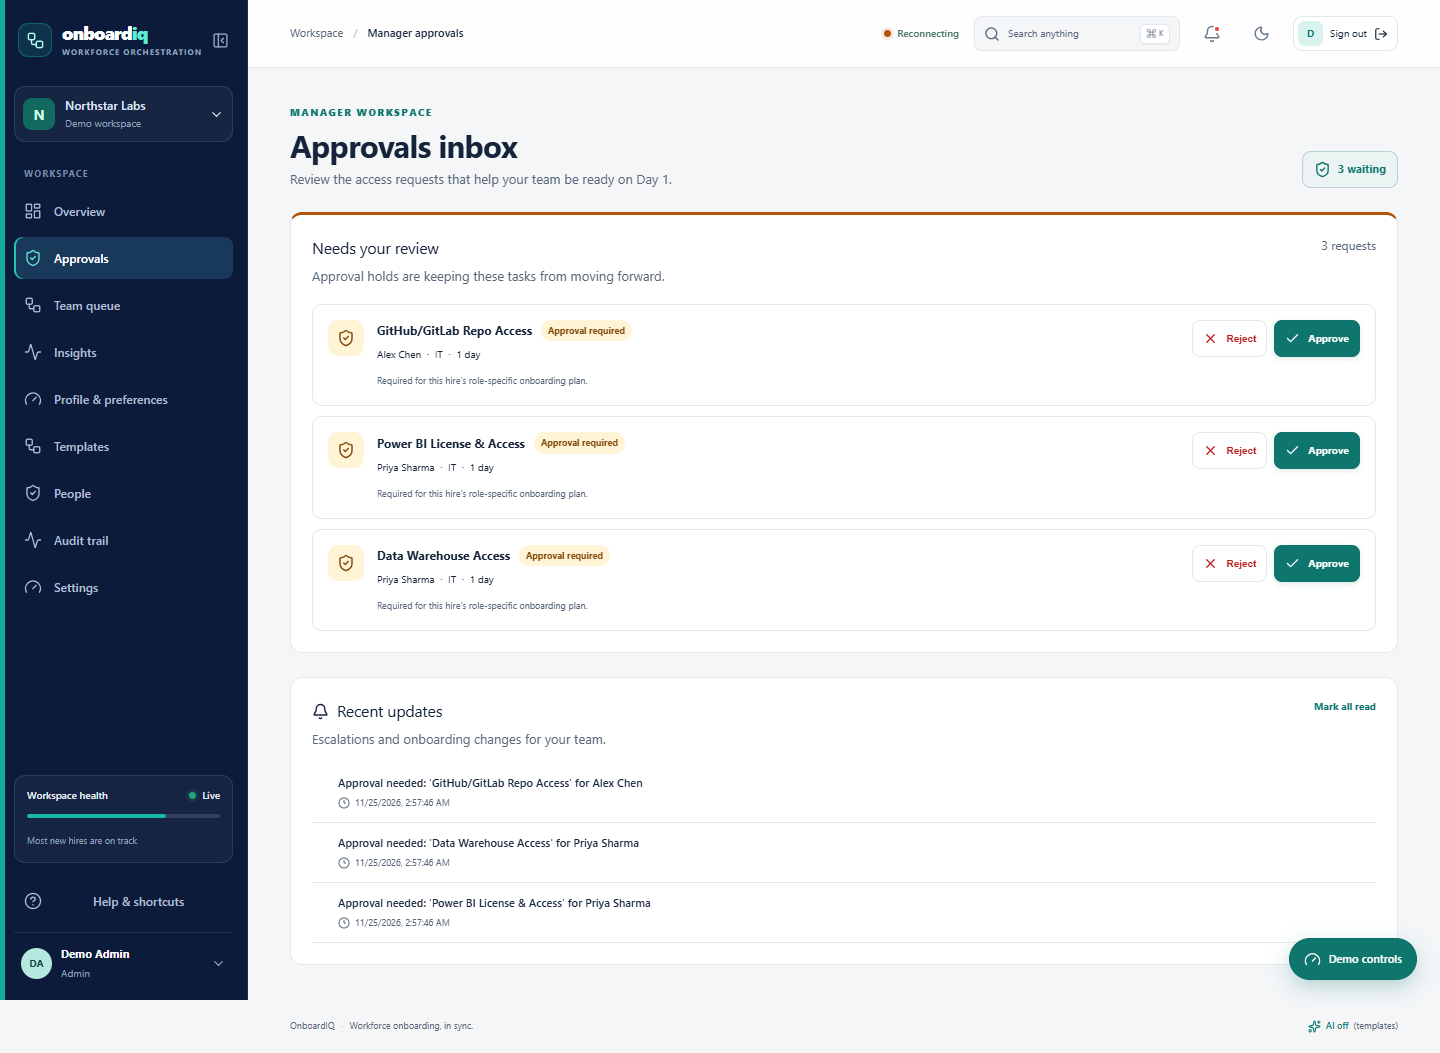 onboardiq
WORKFORCE ORCHESTRATION
N
Northstar Labs
Demo workspace
WORKSPACE
Overview
Approvals
Team queue
Insights
Profile & preferences
Templates
People
Audit trail
Settings
Workspace health
Live
Most new hires are on track
Help & shortcuts
DA
Demo Admin
Admin
Workspace / Manager approvals
Reconnecting
Search anything
⌘ K
D
Sign out
MANAGER WORKSPACE
Approvals inbox
Review the access requests that help your team be ready on Day 1.
3 waiting
Needs your review
3 requests
Approval holds are keeping these tasks from moving forward.
GitHub/GitLab Repo Access
Approval required
Alex Chen · IT · 1 day
Required for this hire's role-specific onboarding plan.
Reject
Approve
Power BI License & Access
Approval required
Priya Sharma · IT · 1 day
Required for this hire's role-specific onboarding plan.
Reject
Approve
Data Warehouse Access
Approval required
Priya Sharma · IT · 1 day
Required for this hire's role-specific onboarding plan.
Reject
Approve
Recent updates
Mark all read
Escalations and onboarding changes for your team.
Approval needed: 'GitHub/GitLab Repo Access' for Alex Chen
11/25/2026, 2:57:46 AM
Approval needed: 'Data Warehouse Access' for Priya Sharma
11/25/2026, 2:57:46 AM
Approval needed: 'Power BI License & Access' for Priya Sharma
11/25/2026, 2:57:46 AM
Demo controls
OnboardIQ · Workforce onboarding, in sync.
AI off (templates)